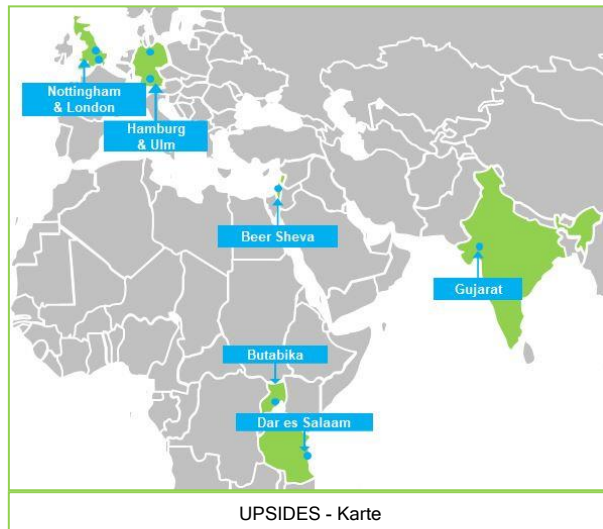 Nottingham
& London
Hamburg
& Ulm
Beer Sheva
Gujarat
Butabika
Dar es Salaam
UPSIDES - Karte